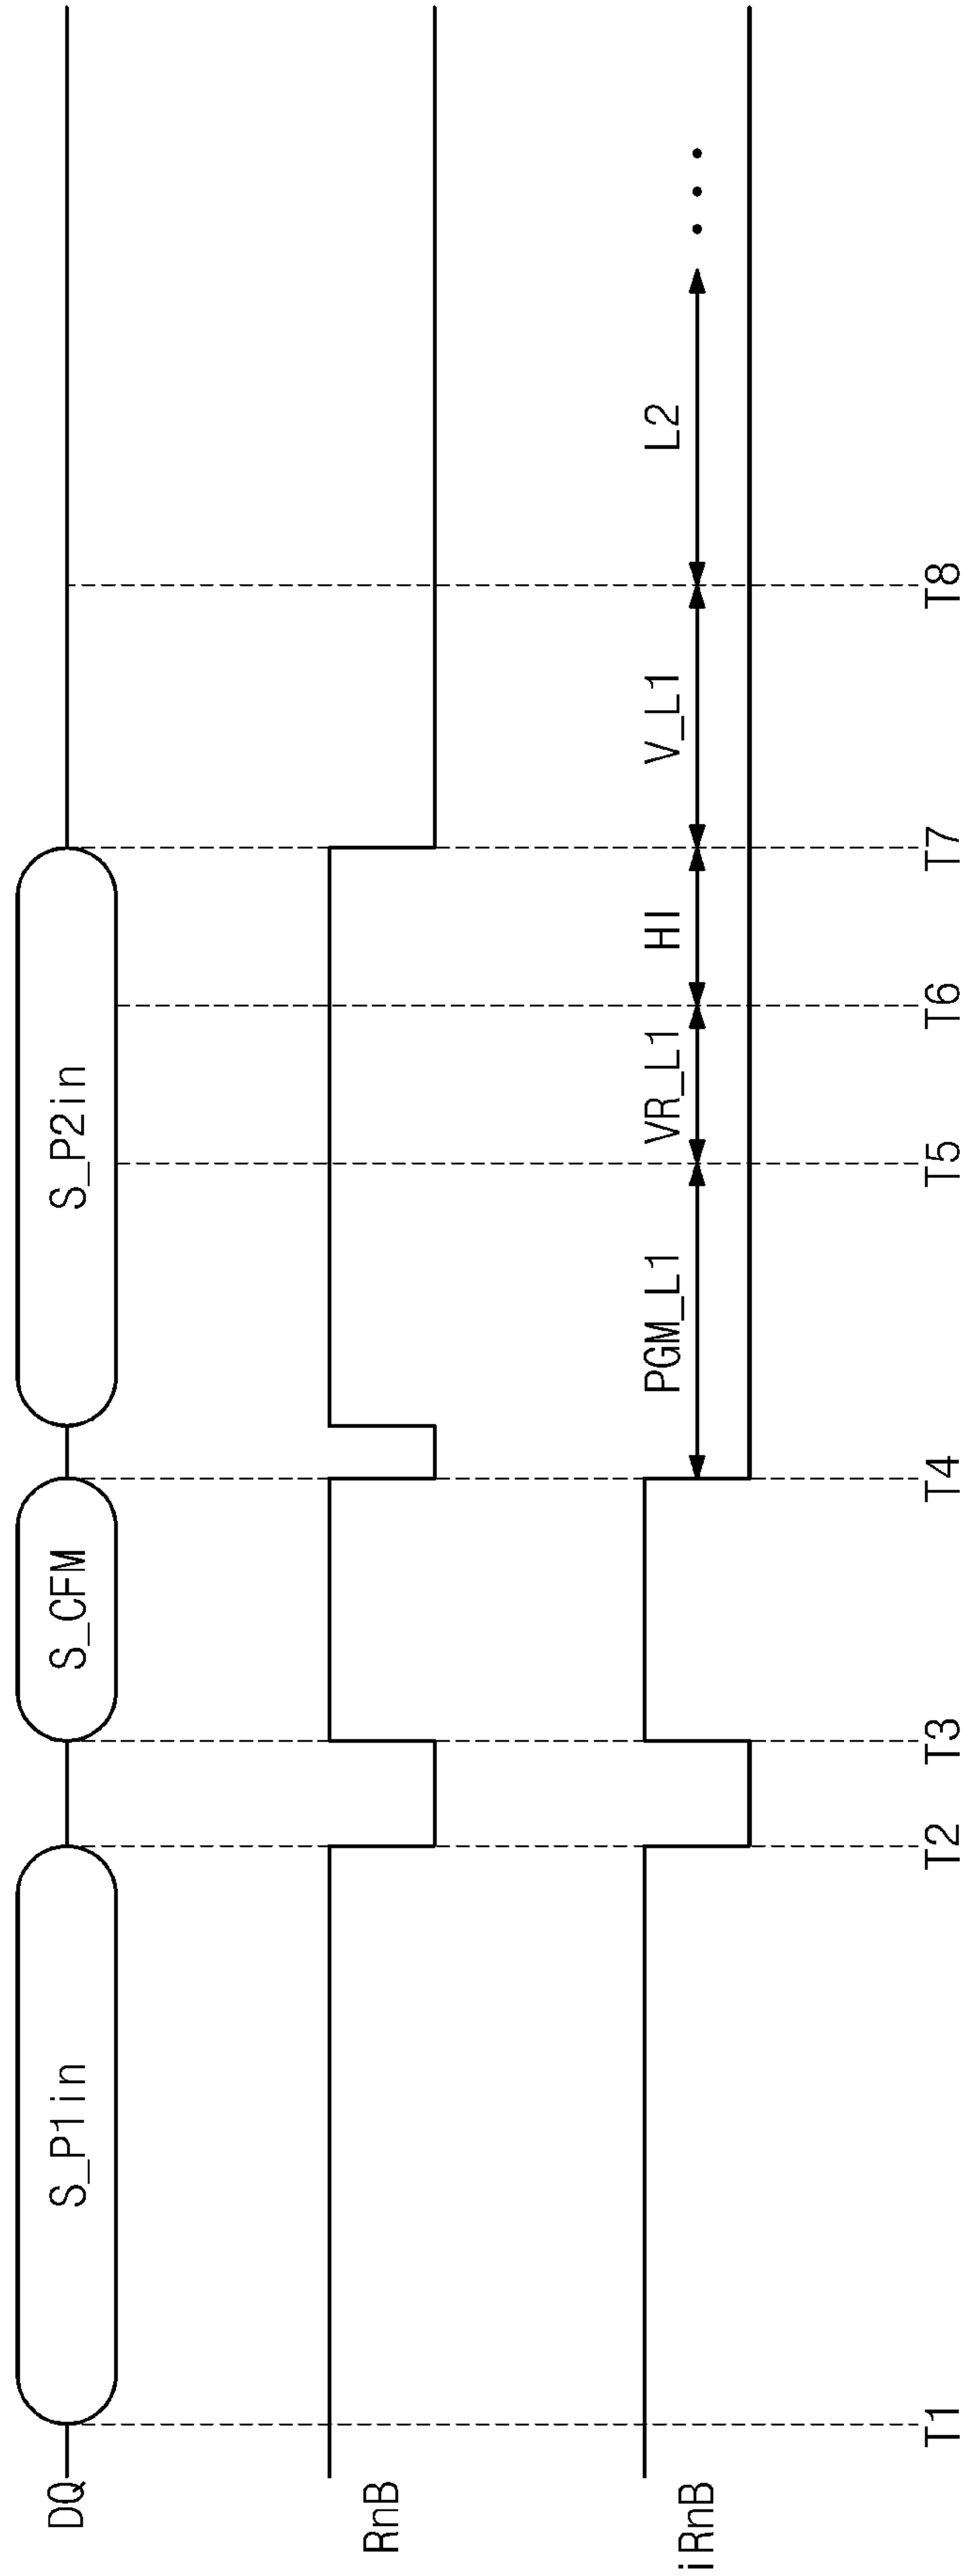 DQ
S_P1in
S_CFM
S_P2in
RnB
iRnB
PGM_L1
VR_L1
HI
V_L1
L2
T1
T2
T3
T4
T5
T6
T7
T8